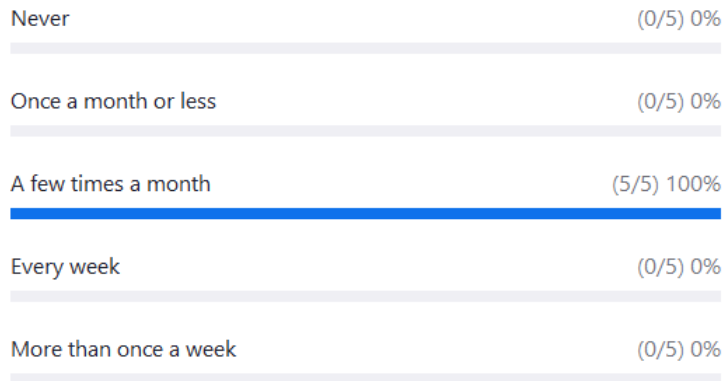 Never (0/5) 0%
Once a month or less (0/5) 0%
A few times a month (5/5) 100%
Every week (0/5) 0%
More than once a week (0/5) 0%